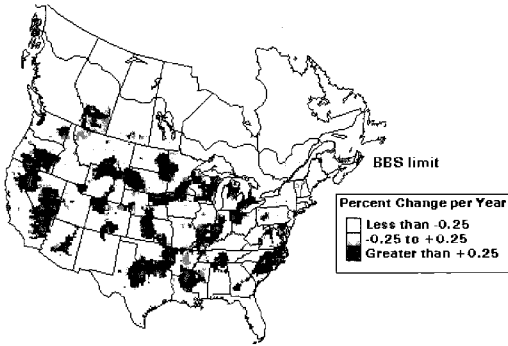 BBS limit
Percent Change per Year
Less than -0.25
-0.25 to +0.25
Greater than +0.25